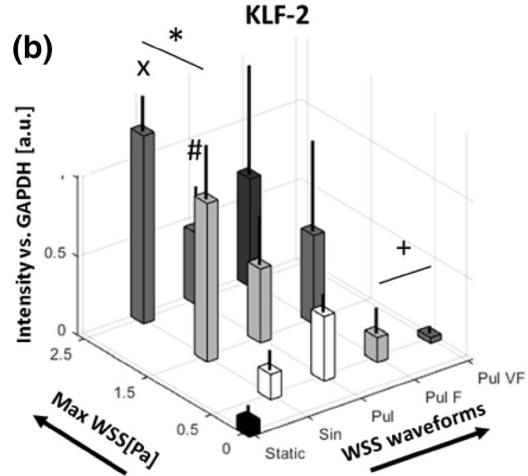 KLF-2
(b)
*
X
#
+
Intensity vs. GAPDH [a.u.]
1
0.5
0
2.5
1.5
0.5
0
Max WSS[Pa]
Static
Sin
Pul
Pul F
Pul VF
WSS waveforms